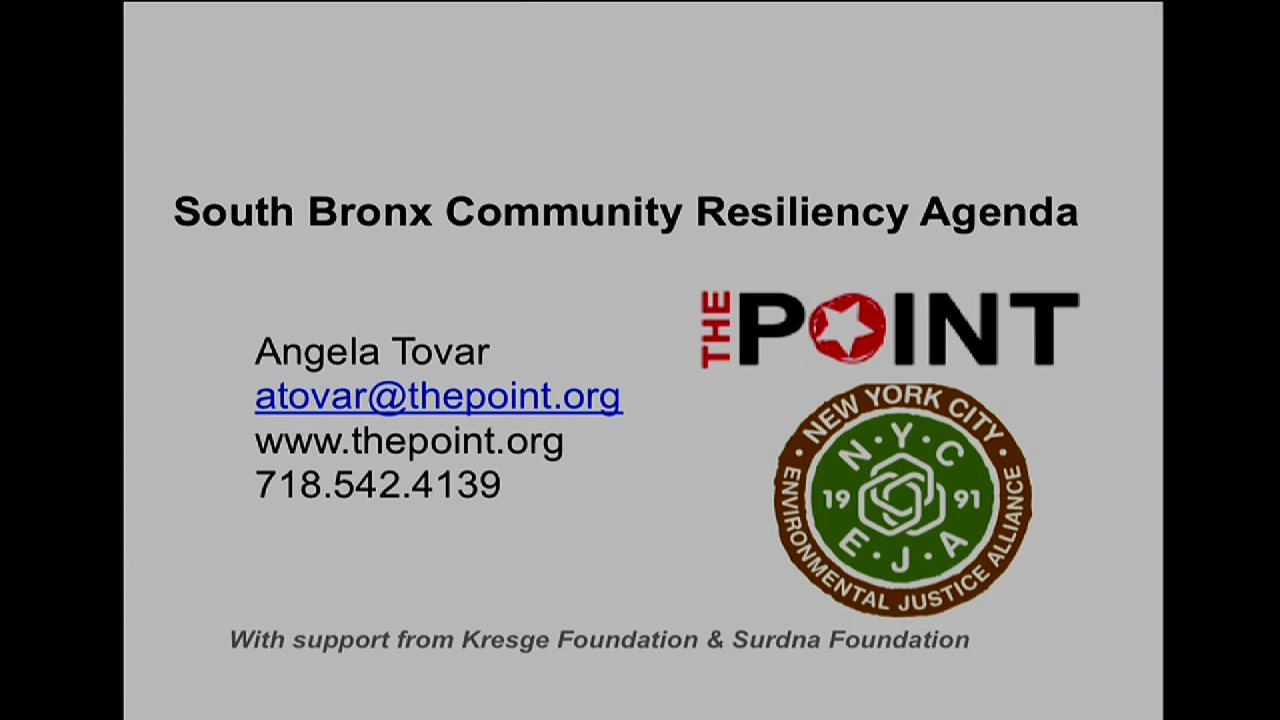 South Bronx Community Resiliency Agenda
THE POINT
Angela Tovar
atovar@thepoint.org
www.thepoint.org
718.542.4139
• NEW YORK CITY •
N·Y·C
19 91
E·J·A
ENVIRONMENTAL JUSTICE ALLIANCE
With support from Kresge Foundation & Surdna Foundation